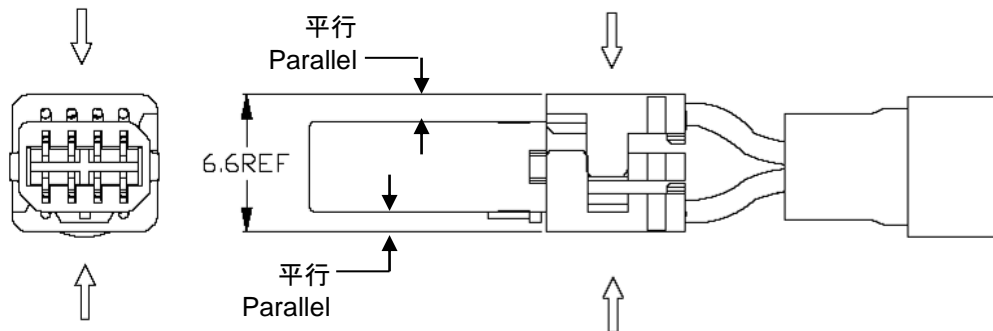 平行
Parallel
6.6REF
平行
Parallel